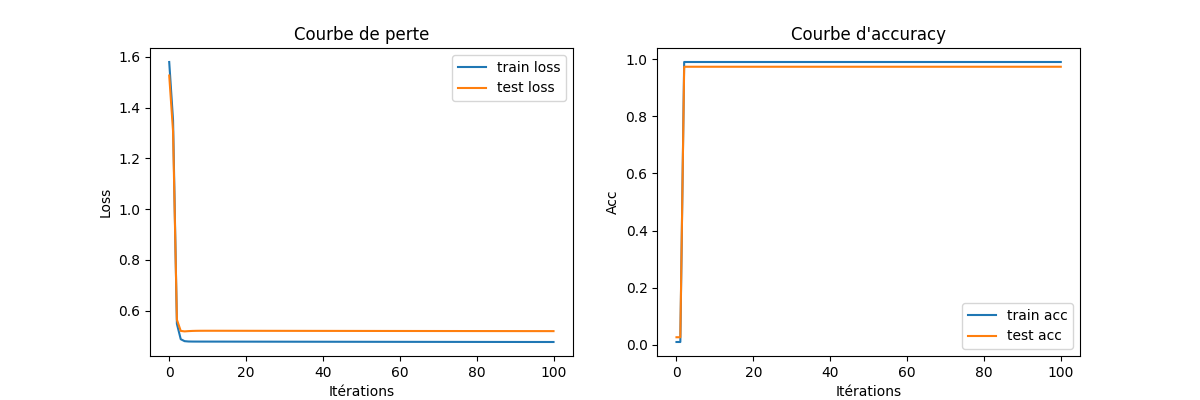 Courbe de perte
1.6
1.4
1.2
1.0
0.8
0.6
Loss
0 20 40 60 80 100
Itérations
train loss
test loss
Courbe d'accuracy
1.0
0.8
0.6
0.4
0.2
0.0
Acc
0 20 40 60 80 100
Itérations
train acc
test acc